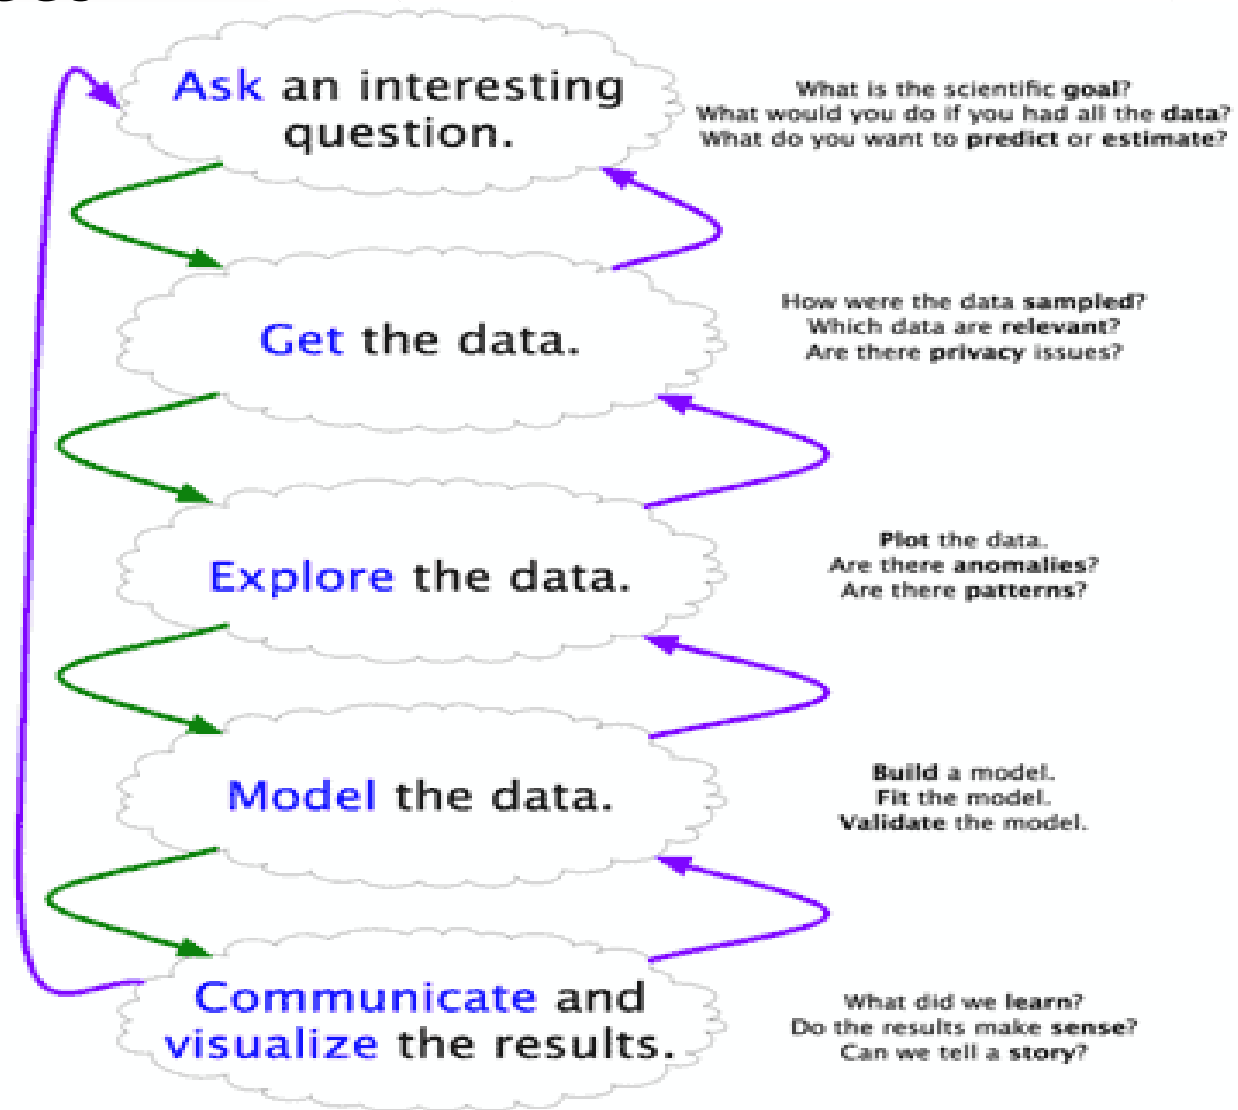 Ask an interesting
question.
What is the scientific goal?
What would you do if you had all the data?
What do you want to predict or estimate?
Get the data.
How were the data sampled?
Which data are relevant?
Are there privacy issues?
Explore the data.
Plot the data.
Are there anomalies?
Are there patterns?
Model the data.
Build a model.
Fit the model.
Validate the model.
Communicate and
visualize the results.
What did we learn?
Do the results make sense?
Can we tell a story?